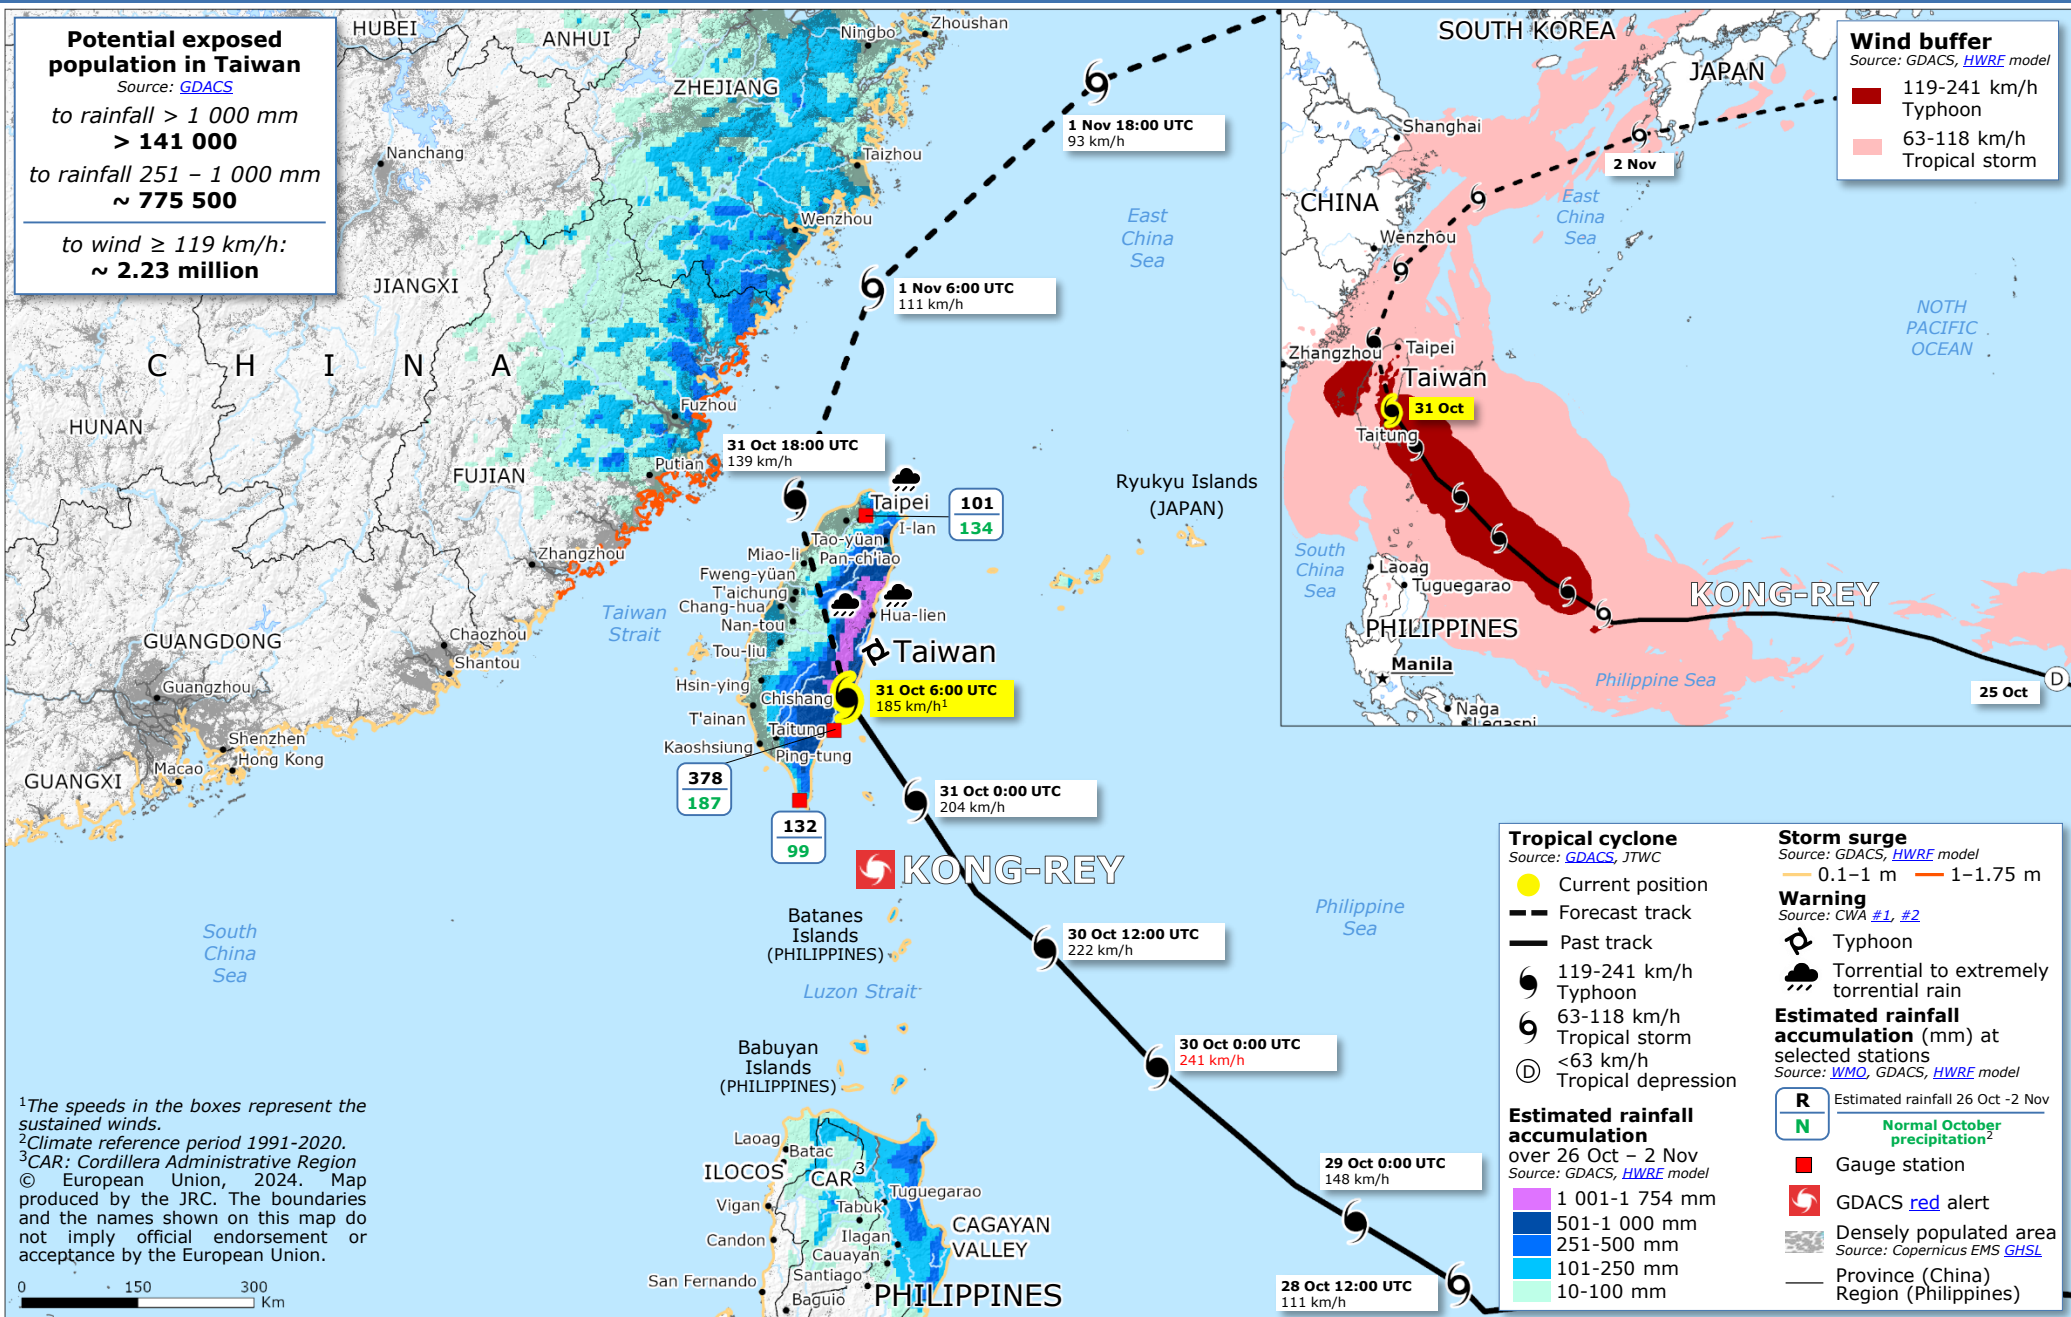 Potential exposed
population in Taiwan
Source: GDACS
to rainfall > 1 000 mm
> 141 000
to rainfall 251 – 1 000 mm
~ 775 500
to wind ≥ 119 km/h:
~ 2.23 million
HUBEI
ANHUI
Ningbo
Zhoushan
ZHEJIANG
Nanchang
Taizhou
Wenzhou
JIANGXI
CHINA
HUNAN
Fuzhou
FUJIAN
Putian
Zhangzhou
GUANGDONG
Chaozhou
Shantou
Guangzhou
Shenzhen
Hong Kong
Macao
GUANGXI
1 Nov 18:00 UTC
93 km/h
East
China
Sea
1 Nov 6:00 UTC
111 km/h
31 Oct 18:00 UTC
139 km/h
Ryukyu Islands
(JAPAN)
Taipei
101
134
I-lan
Tao-yüan
Miao-li
Pan-ch'iao
Fweng-yüan
T'aichung
Chang-hua
Hua-lien
Nan-tou
Taiwan
Strait
Tou-liu
Taiwan
Hsin-ying
Chishang
31 Oct 6:00 UTC
185 km/h1
T'ainan
Taitung
Kaoshsiung
Ping-tung
378
187
132
99
31 Oct 0:00 UTC
204 km/h
KONG-REY
Batanes
Islands
(PHILIPPINES)
30 Oct 12:00 UTC
222 km/h
Philippine
Sea
South
China
Sea
Luzon Strait
30 Oct 0:00 UTC
241 km/h
Babuyan
Islands
(PHILIPPINES)
Laoag
Batac
ILOCOS
CAR3
Tuguegarao
Vigan
Tabuk
CAGAYAN
VALLEY
Candon
Ilagan
Cauayan
San Fernando
Santiago
Baguio
PHILIPPINES
29 Oct 0:00 UTC
148 km/h
28 Oct 12:00 UTC
111 km/h
1The speeds in the boxes represent the
sustained winds.
2Climate reference period 1991-2020.
3CAR: Cordillera Administrative Region
© European Union, 2024. Map
produced by the JRC. The boundaries
and the names shown on this map do
not imply official endorsement or
acceptance by the European Union.
0 150 300
Km
SOUTH KOREA
JAPAN
Wind buffer
Source: GDACS, HWRF model
119-241 km/h
Typhoon
63-118 km/h
Tropical storm
Shanghai
2 Nov
CHINA
East
China
Sea
Wenzhou
NOTH
PACIFIC
OCEAN
Zhangzhou
Taipei
Taiwan
31 Oct
Taitung
South
China
Sea
Laoag
Tuguegarao
KONG-REY
PHILIPPINES
Manila
Philippine Sea
D
25 Oct
Naga
Legaspi
Tropical cyclone
Source: GDACS, JTWC
Current position
Forecast track
Past track
119-241 km/h
Typhoon
63-118 km/h
Tropical storm
D
<63 km/h
Tropical depression
Estimated rainfall
accumulation
over 26 Oct – 2 Nov
Source: GDACS, HWRF model
1 001-1 754 mm
501-1 000 mm
251-500 mm
101-250 mm
10-100 mm
Storm surge
Source: GDACS, HWRF model
0.1–1 m 1–1.75 m
Warning
Source: CWA #1, #2
Typhoon
Torrential to extremely
torrential rain
Estimated rainfall
accumulation (mm) at
selected stations
Source: WMO, GDACS, HWRF model
R Estimated rainfall 26 Oct -2 Nov
N Normal October
precipitation2
Gauge station
GDACS red alert
Densely populated area
Source: Copernicus EMS GHSL
Province (China)
Region (Philippines)